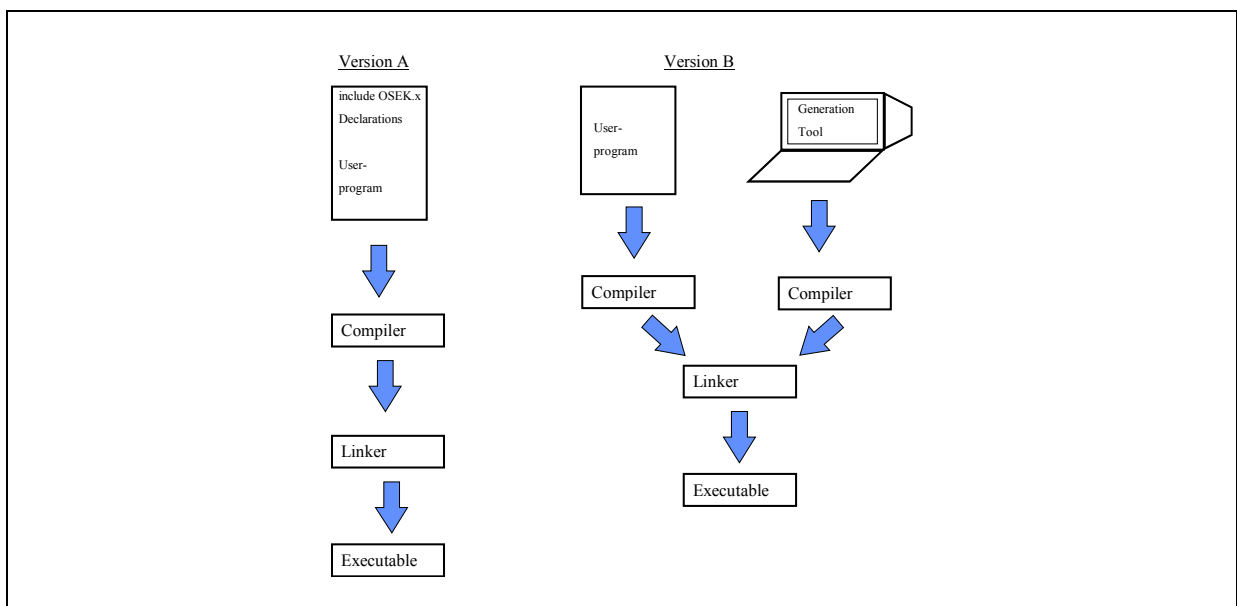 Version A
include OSEK.x
Declarations
User-
program
Compiler
Linker
Executable
Version B
User-
program
Generation
Tool
Compiler
Compiler
Linker
Executable